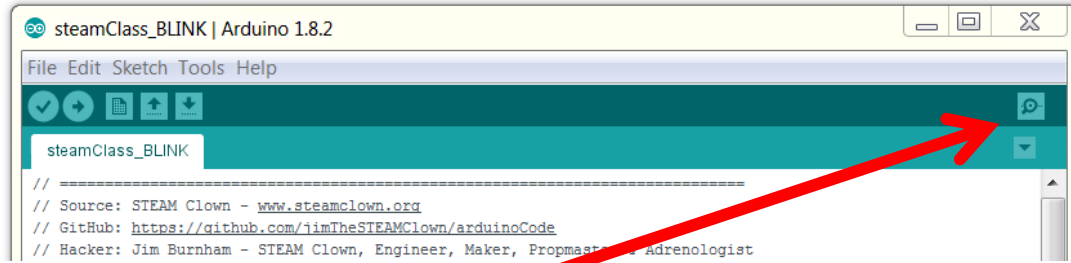 steamClass_BLINK | Arduino 1.8.2
File Edit Sketch Tools Help
steamClass_BLINK
// ============================================================================
// Source: STEAM Clown - www.steamclown.org
// GitHub: https://github.com/jimTheSTEAMClown/arduinoCode
// Hacker: Jim Burnham - STEAM Clown, Engineer, Maker, Adrenologist